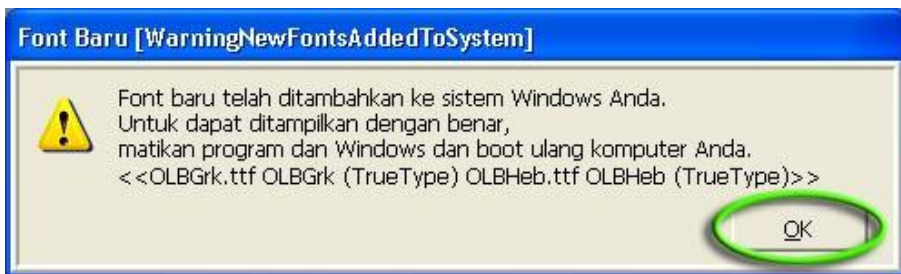 Font Baru [WarningNewFontsAddedToSystem]
Font baru telah ditambahkan ke sistem Windows Anda.
Untuk dapat ditampilkan dengan benar,
matikan program dan Windows dan boot ulang komputer Anda.
<<OLBGrk.ttf OLBGrk (TrueType) OLBHeb.ttf OLBHeb (TrueType)>>
OK